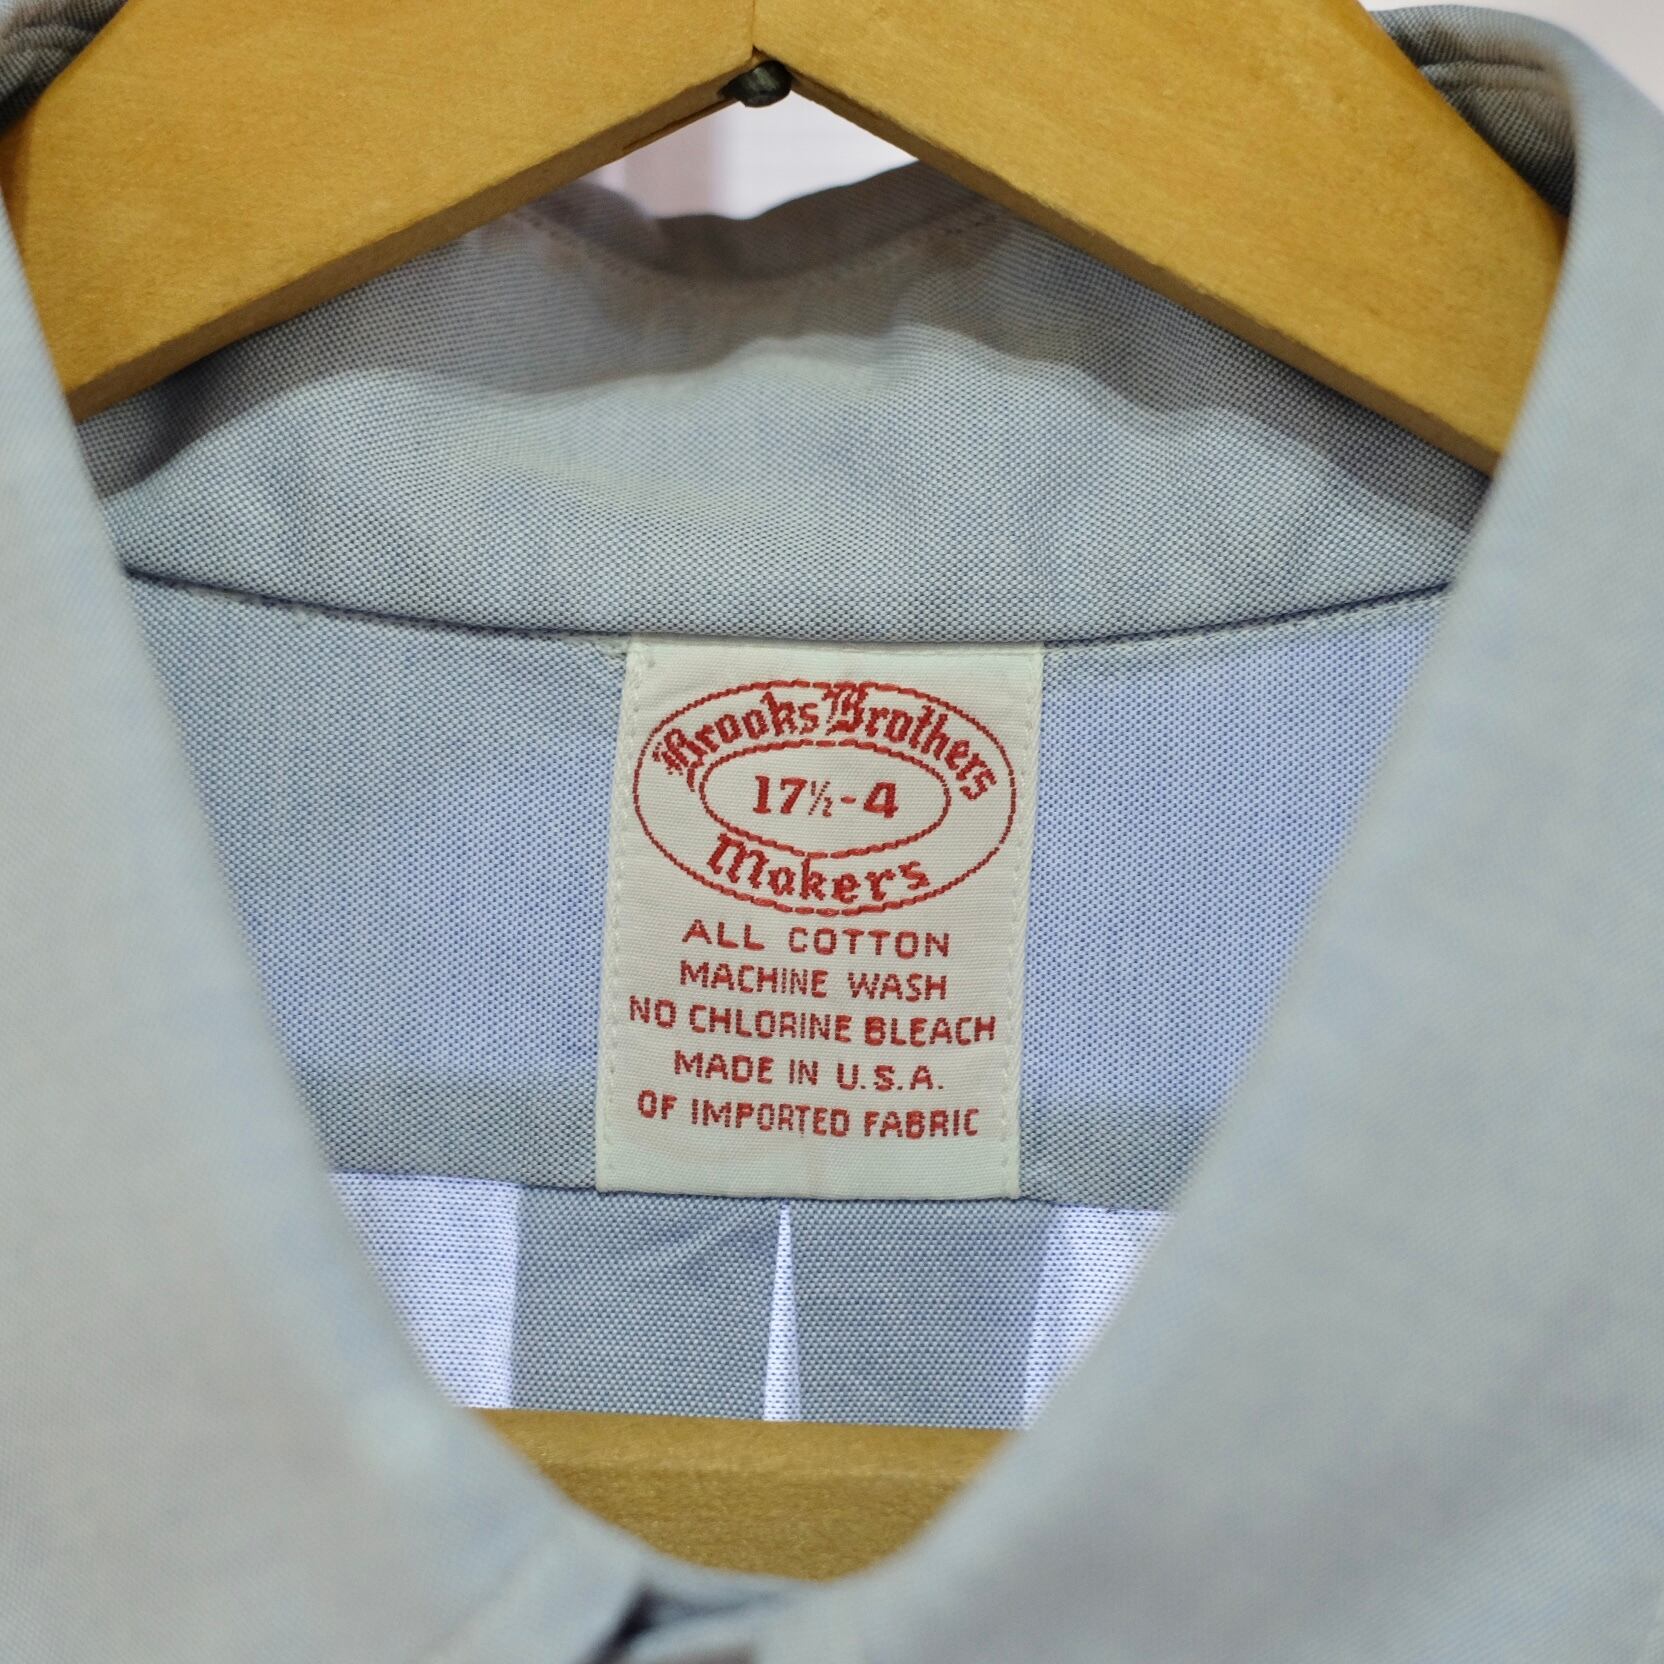 Brooks Brothers
17½-4
Makers
ALL COTTON
MACHINE WASH
NO CHLORINE BLEACH
MADE IN U.S.A.
OF IMPORTED FABRIC